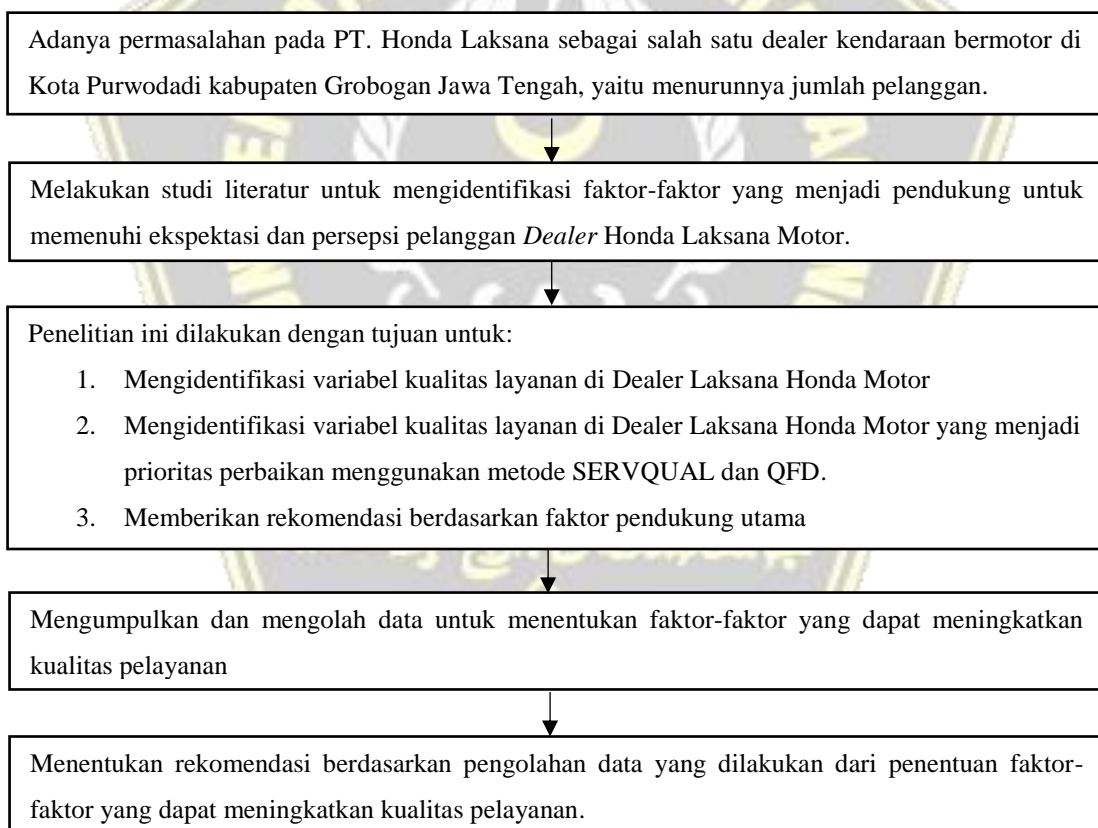 Adanya permasalahan pada PT. Honda Laksana sebagai salah satu dealer kendaraan bermotor di
Kota Purwodadi kabupaten Grobogan Jawa Tengah, yaitu menurunnya jumlah pelanggan.
Melakukan studi literatur untuk mengidentifikasi faktor-faktor yang menjadi pendukung untuk
memenuhi ekspektasi dan persepsi pelanggan Dealer Honda Laksana Motor.
Penelitian ini dilakukan dengan tujuan untuk:
1. Mengidentifikasi variabel kualitas layanan di Dealer Laksana Honda Motor
2. Mengidentifikasi variabel kualitas layanan di Dealer Laksana Honda Motor yang menjadi
prioritas perbaikan menggunakan metode SERVQUAL dan QFD.
3. Memberikan rekomendasi berdasarkan faktor pendukung utama
Mengumpulkan dan mengolah data untuk menentukan faktor-faktor yang dapat meningkatkan
kualitas pelayanan
Menentukan rekomendasi berdasarkan pengolahan data yang dilakukan dari penentuan faktor-
faktor yang dapat meningkatkan kualitas pelayanan.